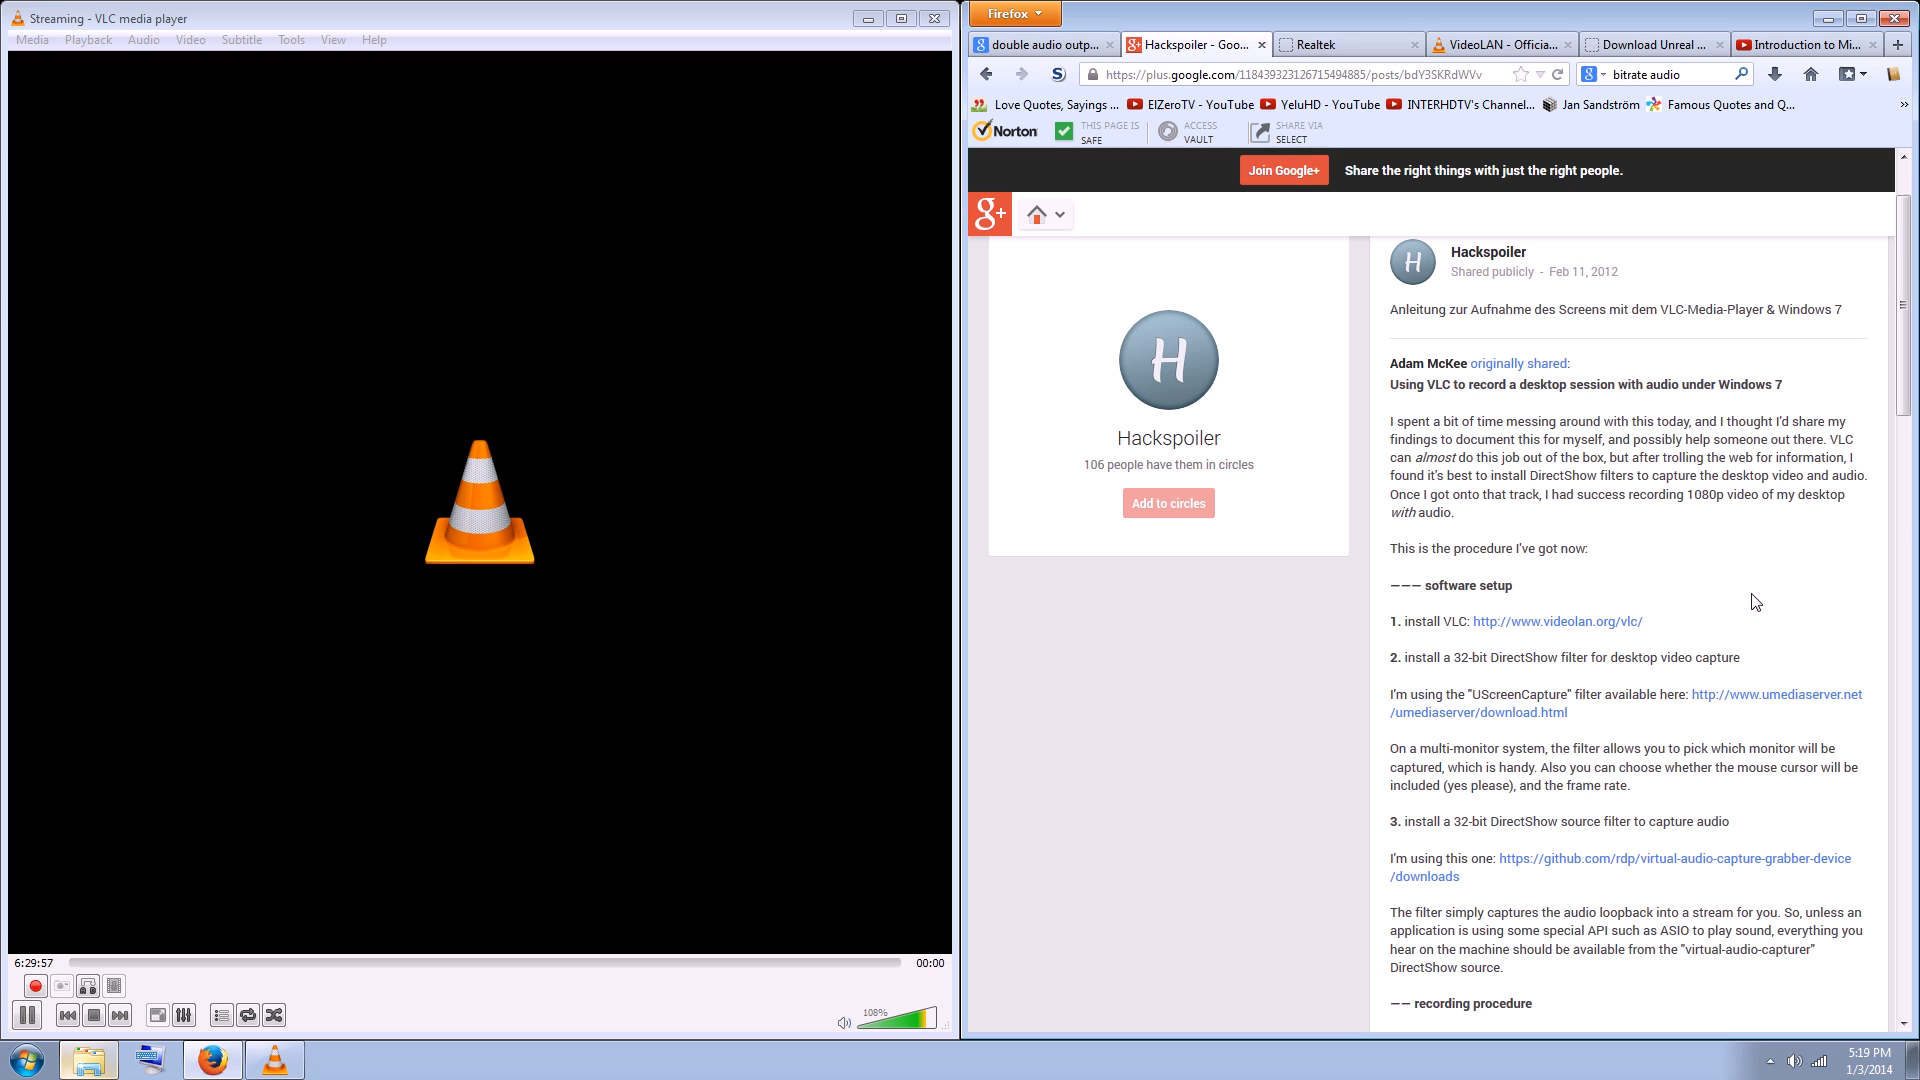 Streaming - VLC media player
Media Playback Audio Video Subtitle Tools View Help
6:29:57
00:00
108%
Firefox
double audio outp...
Hackspoiler - Goo...
Realtek
VideoLAN - Officia...
Download Unreal ...
Introduction to Mi...
https://plus.google.com/118439323126715494885/posts/bdY3SKRdWVv
bitrate audio
Love Quotes, Sayings ...
ElZeroTV - YouTube
YeluHD - YouTube
INTERHDTV's Channel...
Jan Sandström
Famous Quotes and Q...
Norton
THIS PAGE IS
SAFE
ACCESS
VAULT
SHARE VIA
SELECT
Join Google+
Share the right things with just the right people.
g+
H
Hackspoiler
106 people have them in circles
Add to circles
H
Hackspoiler
Shared publicly - Feb 11, 2012
Anleitung zur Aufnahme des Screens mit dem VLC-Media-Player & Windows 7
Adam McKee originally shared:
Using VLC to record a desktop session with audio under Windows 7
I spent a bit of time messing around with this today, and I thought I'd share my
findings to document this for myself, and possibly help someone out there. VLC
can almost do this job out of the box, but after trolling the web for information, I
found it's best to install DirectShow filters to capture the desktop video and audio.
Once I got onto that track, I had success recording 1080p video of my desktop
with audio.
This is the procedure I've got now:
——— software setup
1. install VLC: http://www.videolan.org/vlc/
2. install a 32-bit DirectShow filter for desktop video capture
I'm using the "UScreenCapture" filter available here: http://www.umediaserver.net
/umediaserver/download.html
On a multi-monitor system, the filter allows you to pick which monitor will be
captured, which is handy. Also you can choose whether the mouse cursor will be
included (yes please), and the frame rate.
3. install a 32-bit DirectShow source filter to capture audio
I'm using this one: https://github.com/rdp/virtual-audio-capture-grabber-device
/downloads
The filter simply captures the audio loopback into a stream for you. So, unless an
application is using some special API such as ASIO to play sound, everything you
hear on the machine should be available from the "virtual-audio-capturer"
DirectShow source.
—— recording procedure
5:19 PM
1/3/2014